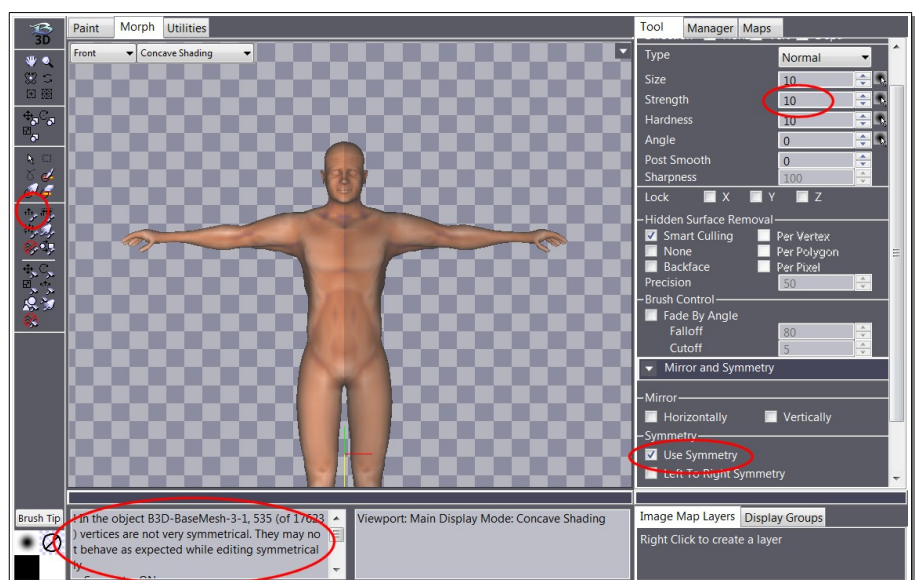 3D
Paint Morph Utilities
Front Concave Shading
Tool Manager Maps
Type Normal
Size 10
Strength 10
Hardness 10
Angle 0
Post Smooth 0
Sharpness 100
Lock X Y Z
Hidden Surface Removal
Smart Culling Per Vertex
None Per Polygon
Backface Per Pixel
Precision 50
Brush Control
Fade By Angle
Falloff 80
Cutoff 5
Mirror and Symmetry
Mirror
Horizontally Vertically
Symmetry
Use Symmetry
Left To Right Symmetry
Brush Tip
! In the object B3D-BaseMesh-3-1, 535 (of 17623
) vertices are not very symmetrical. They may no
t behave as expected while editing symmetrical
ly
Symmetry ON
Viewport: Main Display Mode: Concave Shading
Image Map Layers Display Groups
Right Click to create a layer